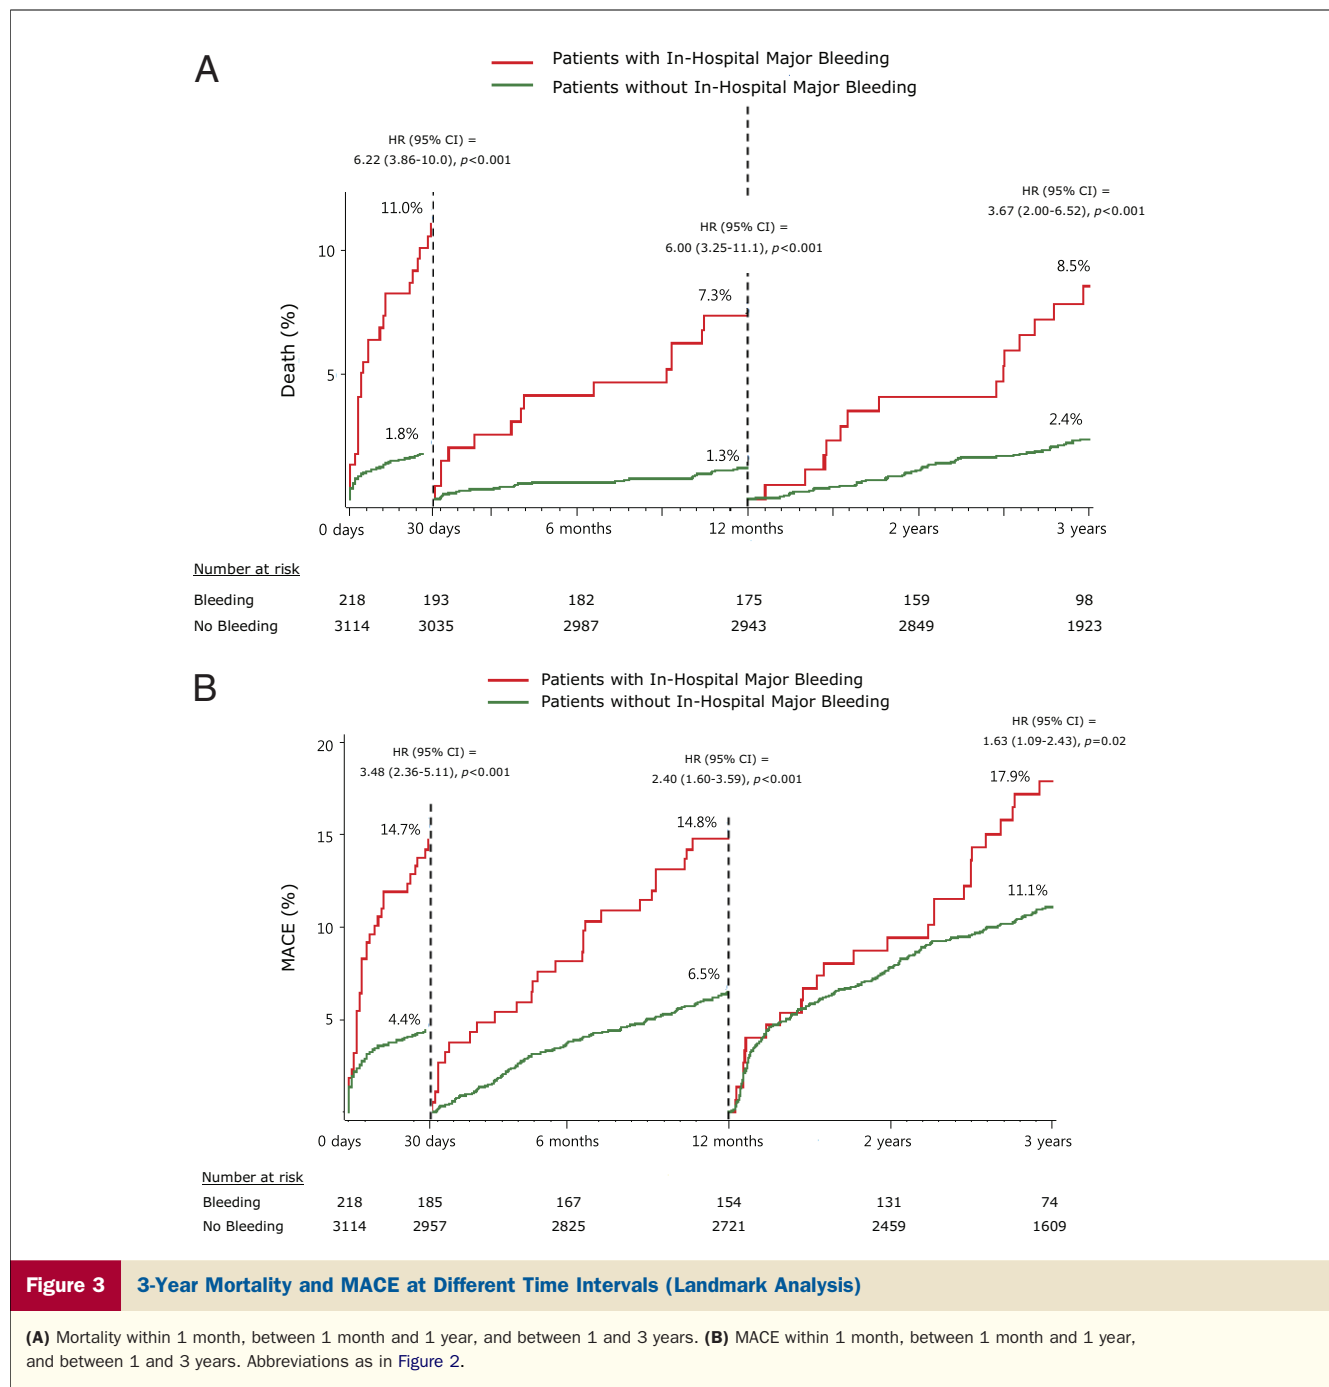 A
Patients with In-Hospital Major Bleeding
Patients without In-Hospital Major Bleeding
HR (95% CI) =
6.22 (3.86-10.0), p<0.001
HR (95% CI) =
6.00 (3.25-11.1), p<0.001
HR (95% CI) =
3.67 (2.00-6.52), p<0.001
11.0%
7.3%
8.5%
1.8%
1.3%
2.4%
Death (%)
10
5
0 days 30 days 6 months 12 months 2 years 3 years
Number at risk
Bleeding 218 193 182 175 159 98
No Bleeding 3114 3035 2987 2943 2849 1923
B
Patients with In-Hospital Major Bleeding
Patients without In-Hospital Major Bleeding
HR (95% CI) =
3.48 (2.36-5.11), p<0.001
HR (95% CI) =
2.40 (1.60-3.59), p<0.001
HR (95% CI) =
1.63 (1.09-2.43), p=0.02
14.7%
14.8%
17.9%
4.4%
6.5%
11.1%
MACE (%)
20
15
10
5
0 days 30 days 6 months 12 months 2 years 3 years
Number at risk
Bleeding 218 185 167 154 131 74
No Bleeding 3114 2957 2825 2721 2459 1609
Figure 3 3-Year Mortality and MACE at Different Time Intervals (Landmark Analysis)
(A) Mortality within 1 month, between 1 month and 1 year, and between 1 and 3 years. (B) MACE within 1 month, between 1 month and 1 year,
and between 1 and 3 years. Abbreviations as in Figure 2.